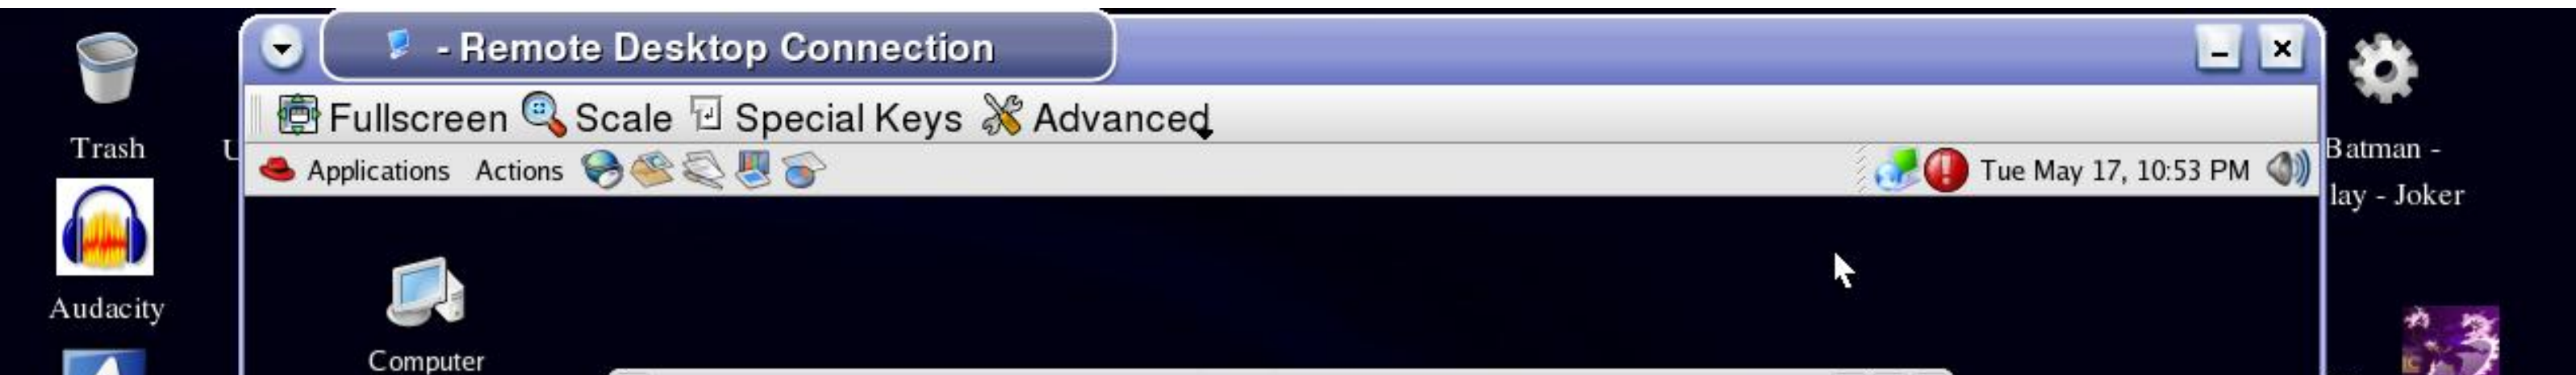 - Remote Desktop Connection
Fullscreen Scale Special Keys Advanced
Trash
Applications Actions Tue May 17, 10:53 PM
Batman -
lay - Joker
Audacity
Computer